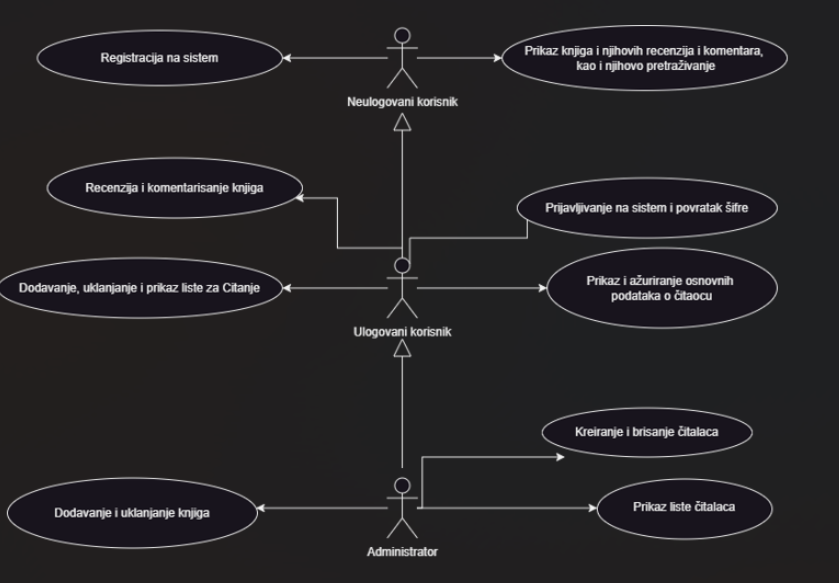 Registracija na sistem
Prikaz knjiga i njihovih recenzija i komentara,
kao i njihovo pretraživanje
Neulogovani korisnik
Recenzija i komentarisanje knjiga
Prijavljivanje na sistem i povratak šifre
Dodavanje, uklanjanje i prikaz liste za Citanje
Prikaz i ažuriranje osnovnih
podataka o čitaocu
Ulogovani korisnik
Kreiranje i brisanje čitalaca
Dodavanje i uklanjanje knjiga
Prikaz liste čitalaca
Administrator